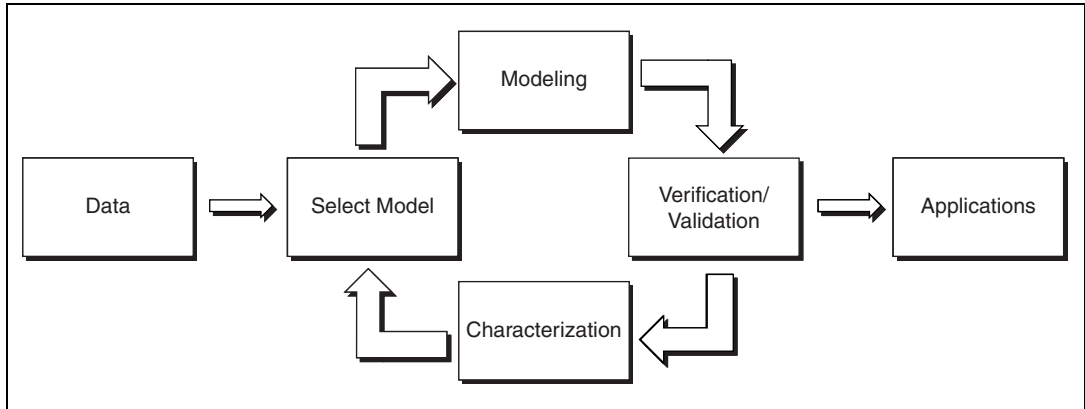 Modeling
Data
Select Model
Verification/
Validation
Applications
Characterization